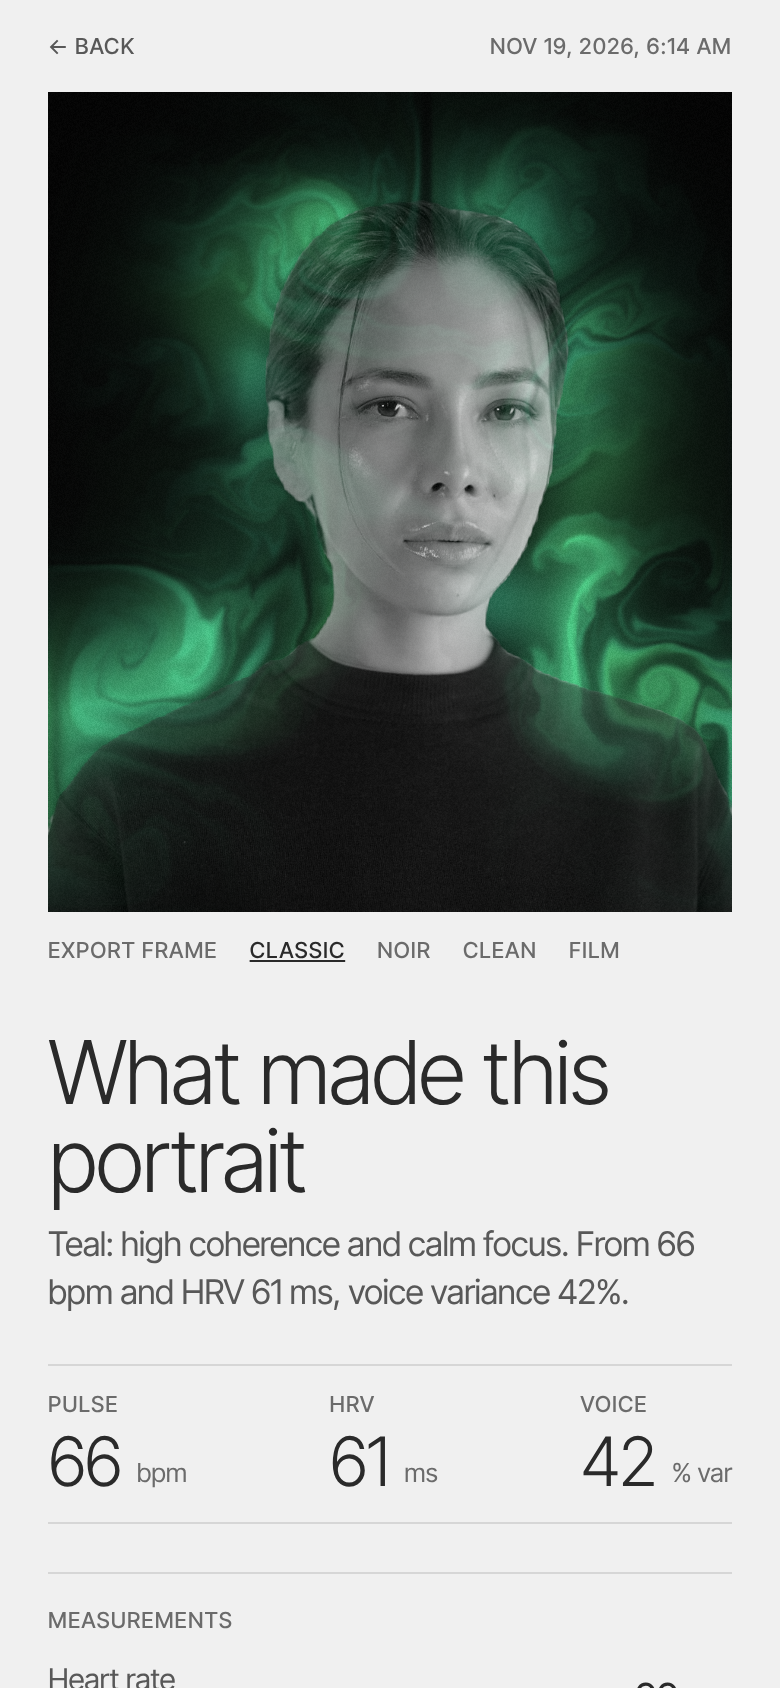 ← BACK
NOV 19, 2026, 6:14 AM
EXPORT FRAME CLASSIC NOIR CLEAN FILM
What made this
portrait
Teal: high coherence and calm focus. From 66
bpm and HRV 61 ms, voice variance 42%.
PULSE HRV VOICE
66 bpm 61 ms 42 % var
MEASUREMENTS
Heart rate